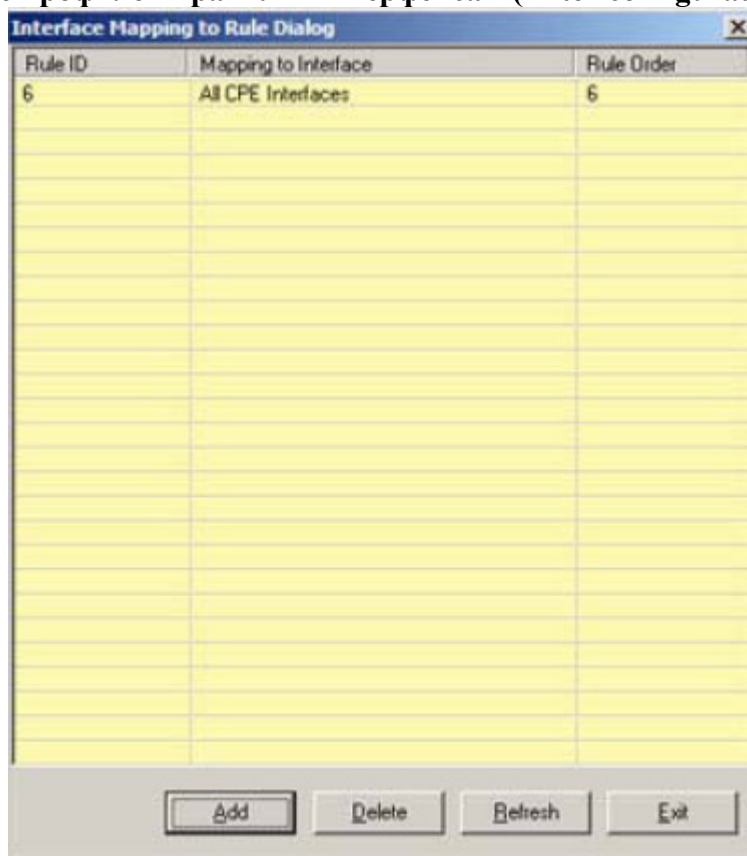 Interface Mapping to Rule Dialog
Rule ID Mapping to Interface Rule Order
6 All CPE Interfaces 6
Add Delete Refresh Exit